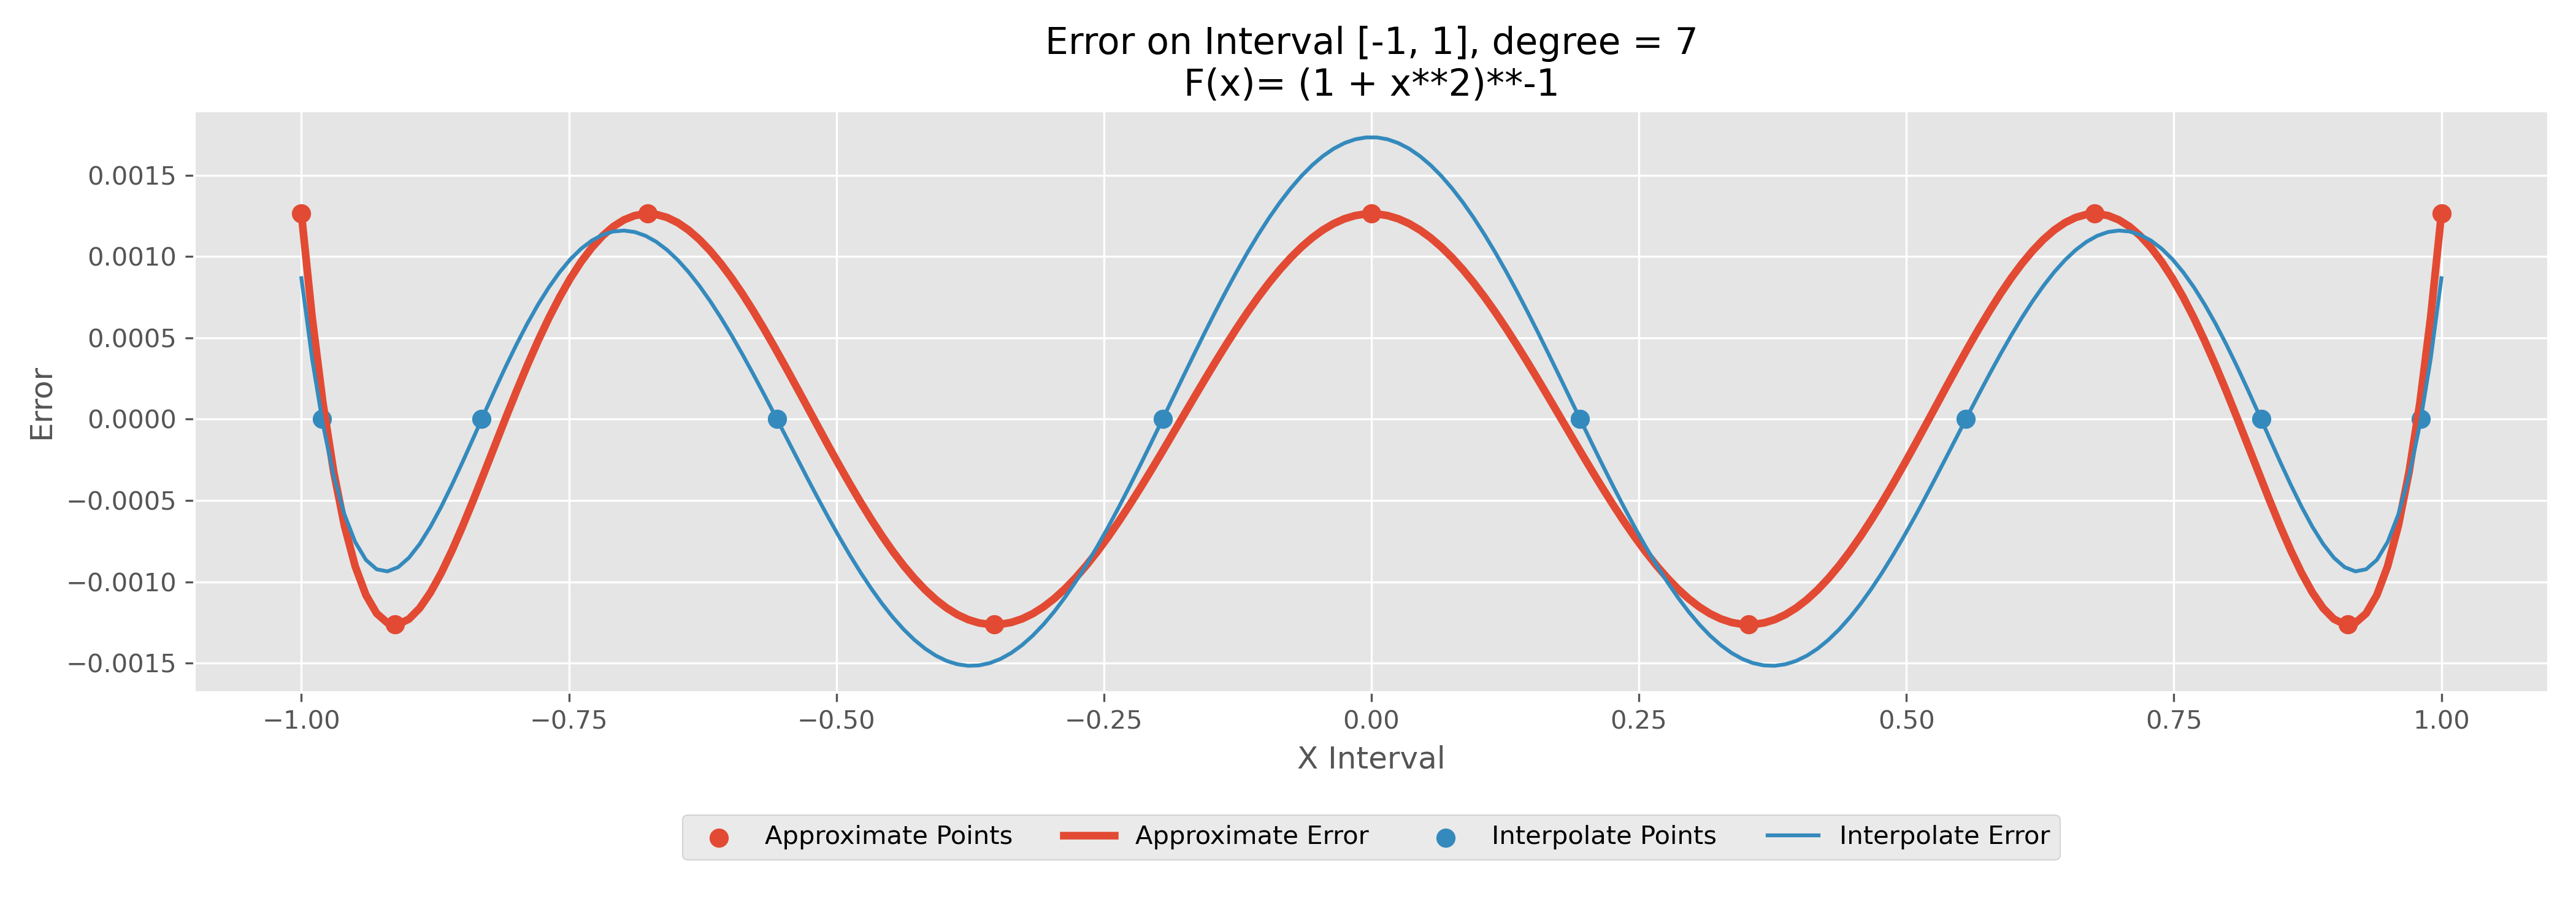 Error on Interval [-1, 1], degree = 7
F(x)= (1 + x**2)**-1
Error
0.0015
0.0010
0.0005
0.0000
−0.0005
−0.0010
−0.0015
−1.00 −0.75 −0.50 −0.25 0.00 0.25 0.50 0.75 1.00
X Interval
Approximate Points Approximate Error Interpolate Points Interpolate Error